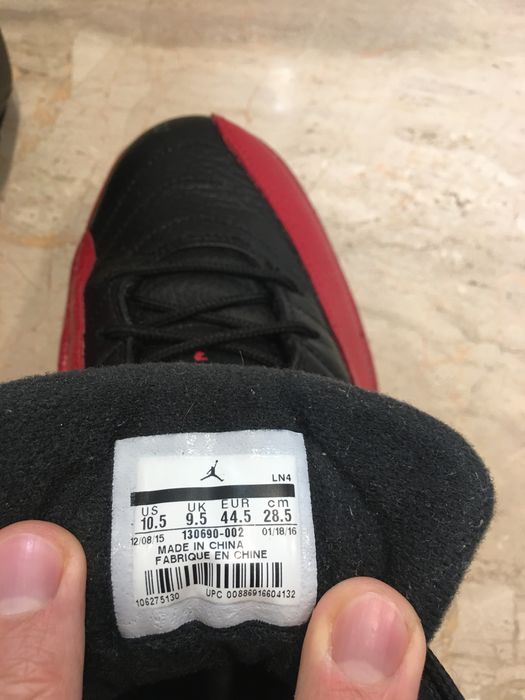 LN4
US UK EUR cm
10.5 9.5 44.5 28.5
12/08/15 130690-002 01/18/16
MADE IN CHINA
FABRIQUE EN CHINE
106275130 UPC 00886916604132